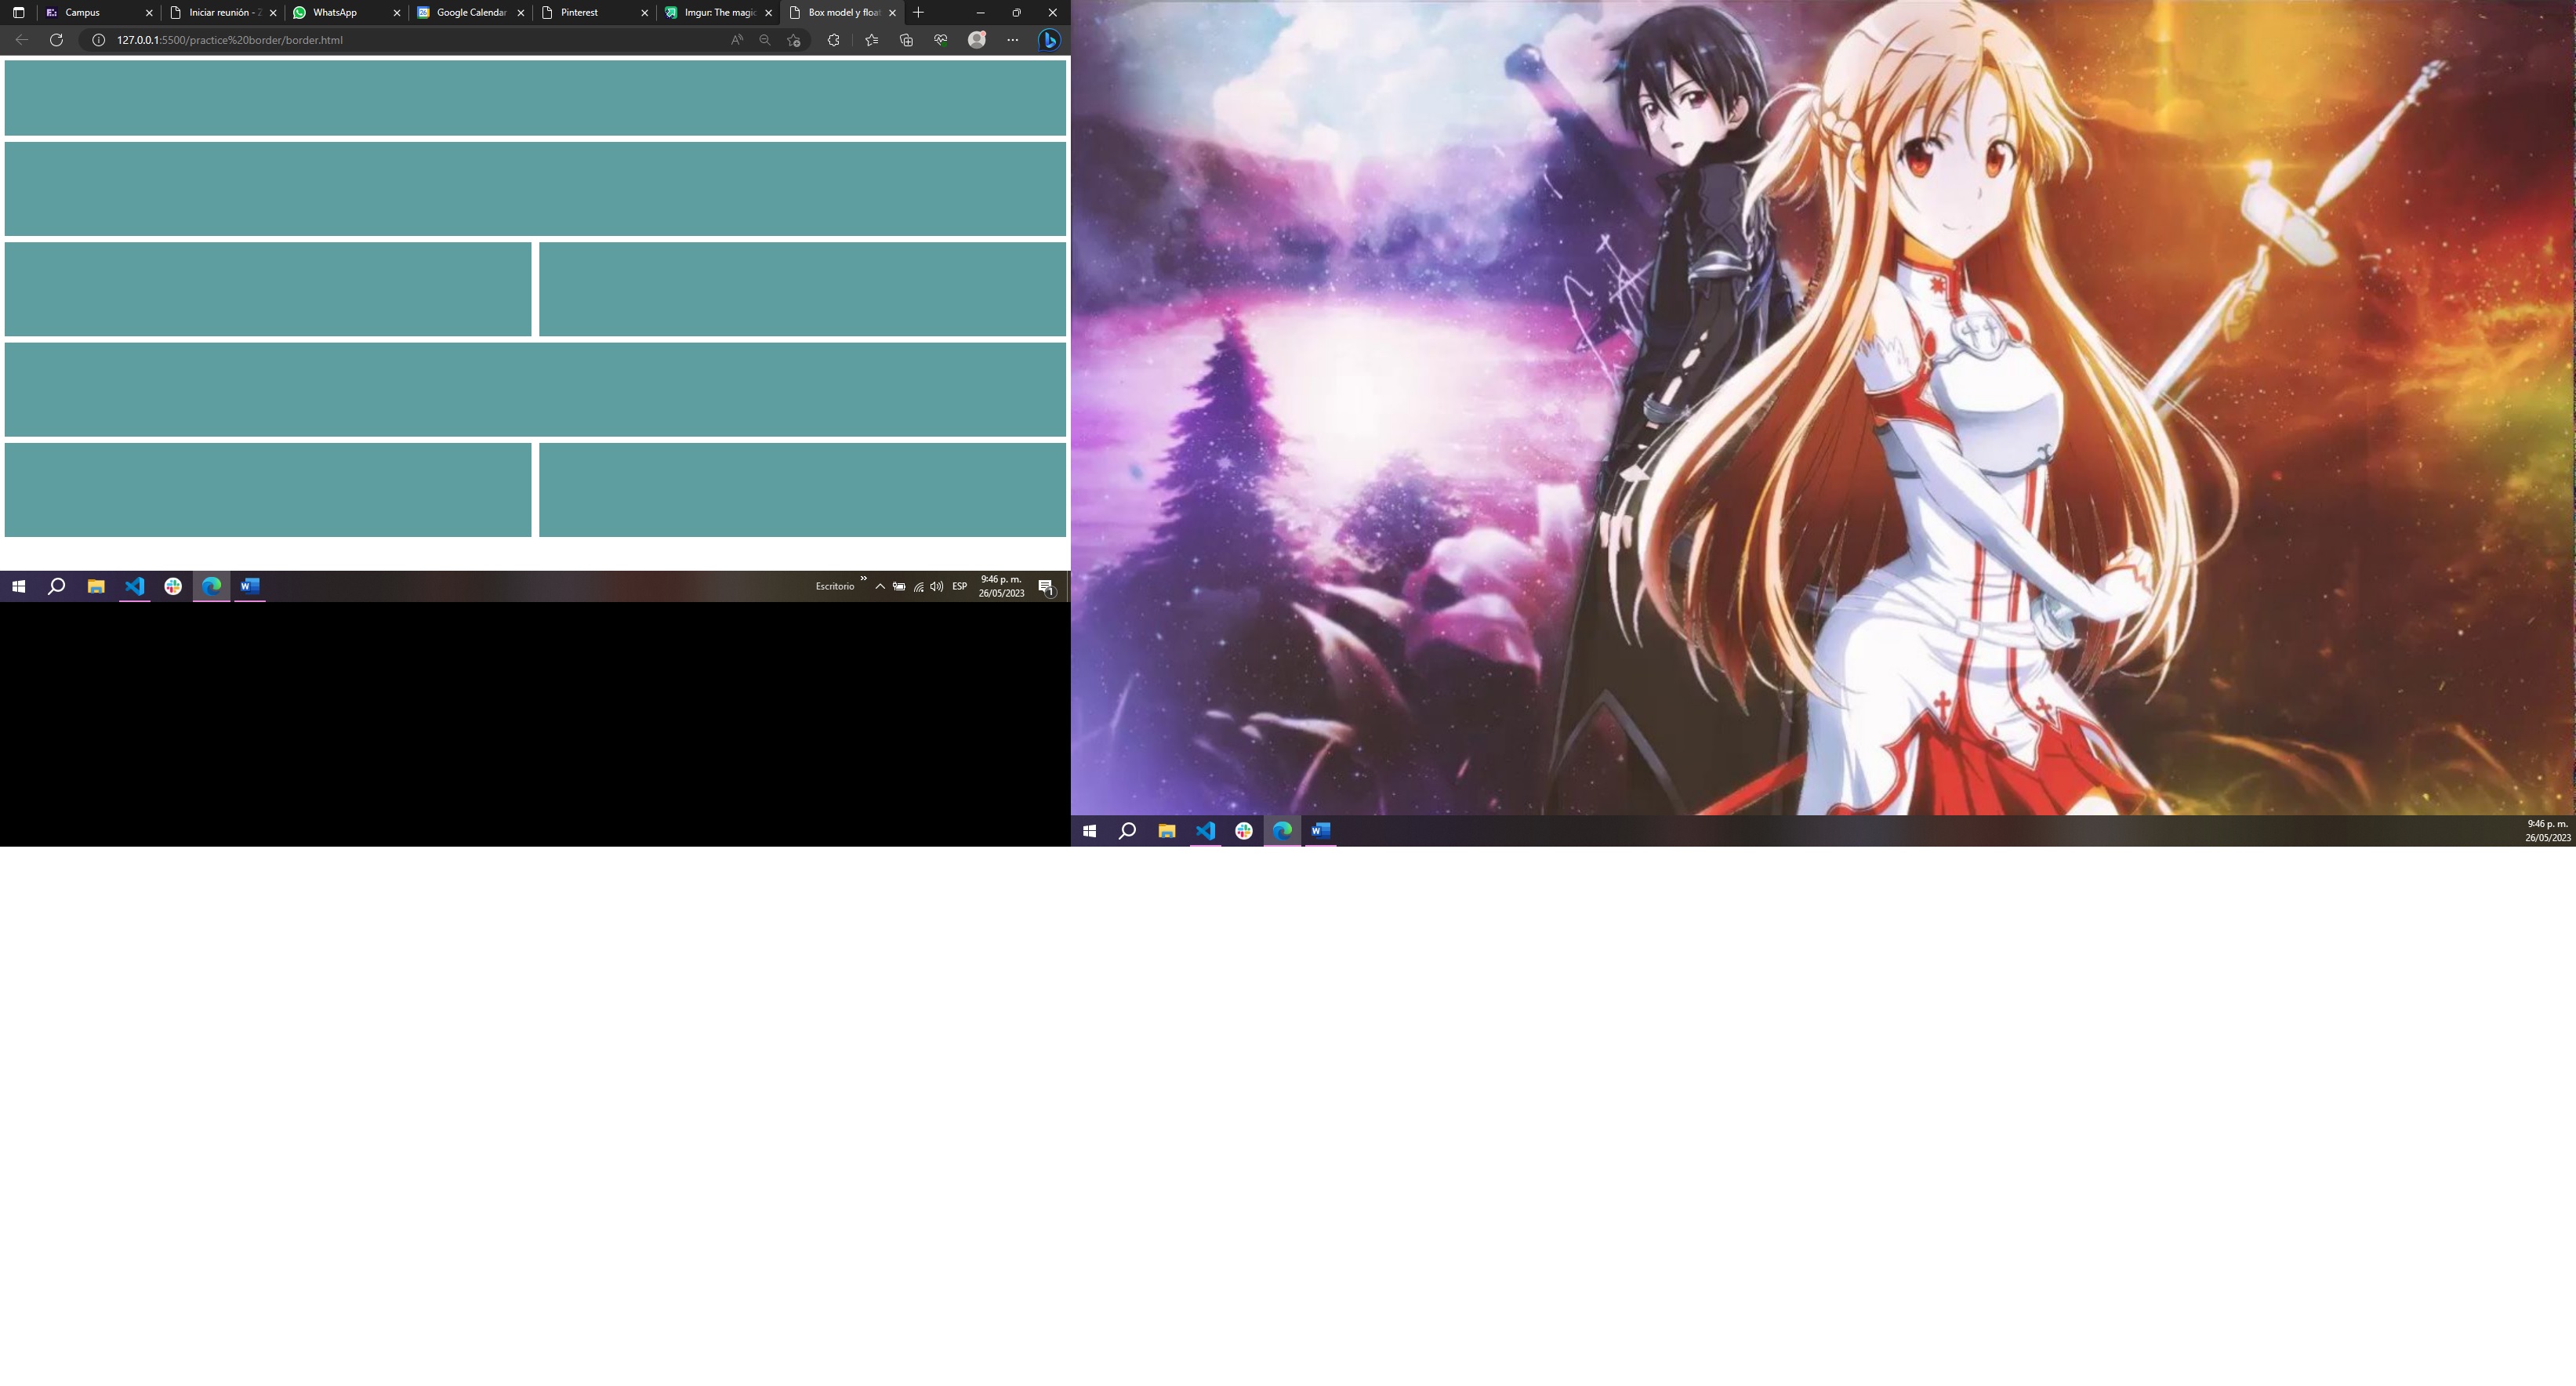 Campus
Iniciar reunión - Z
WhatsApp
Google Calendar
Pinterest
Imgur: The magic
Box model y float
127.0.0.1:5500/practice%20border/border.html
Escritorio
ESP
9:46 p. m.
26/05/2023
9:46 p. m.
26/05/2023